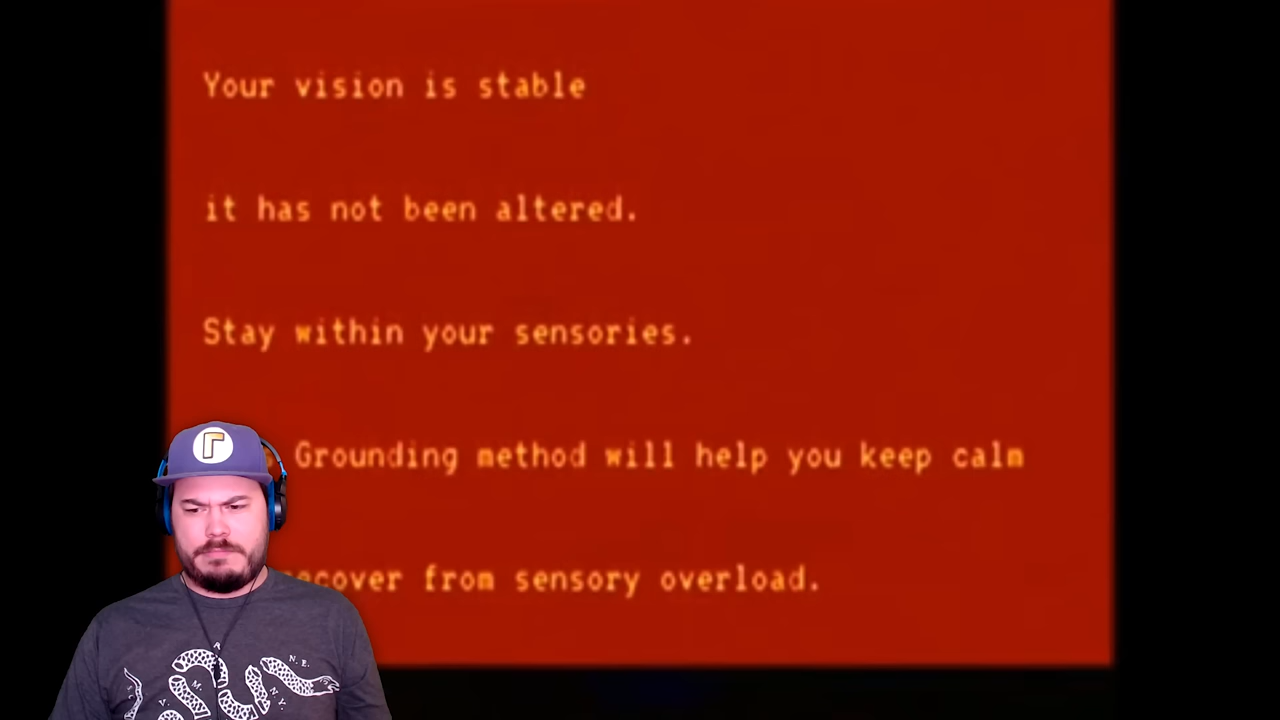 Your vision is stable
it has not been altered.
Stay within your sensories.
Grounding method will help you keep calm
from sensory overload.
N.E.
N.Y.
M.
V.